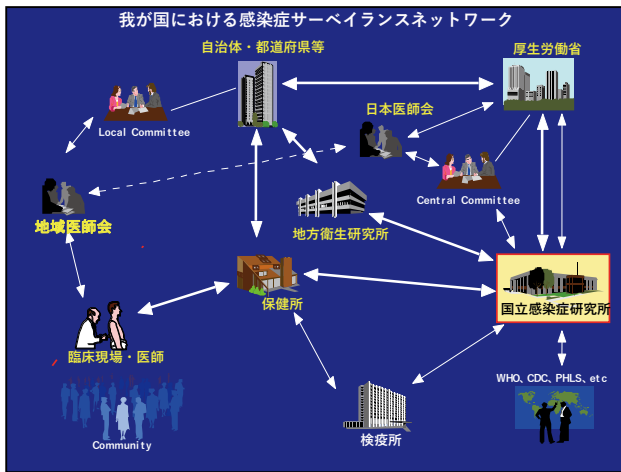 我が国における感染症サーベイランスネットワーク
自治体・都道府県等
厚生労働省
日本医師会
Local Committee
Central Committee
地域医師会
地方衛生研究所
保健所
国立感染症研究所
臨床現場・医師
WHO、CDC、PHLS、etc
検疫所
Community